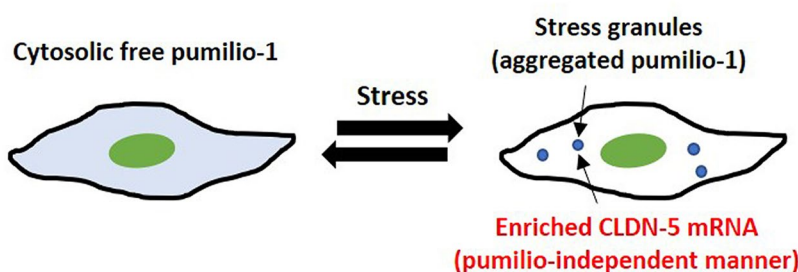 Cytosolic free pumilio-1
Stress
Stress granules
(aggregated pumilio-1)
Enriched CLDN-5 mRNA
(pumilio-independent manner)